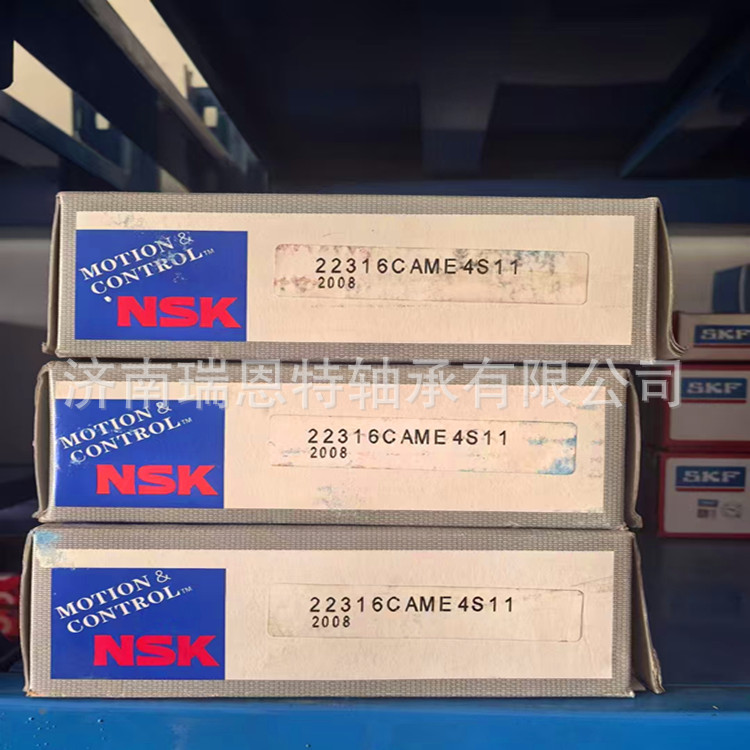 MOTION &
CONTROL™
NSK
22316CAME4S11
2008
济南瑞恩特轴承有限公司
MOTION &
CONTROL™
NSK
22316CAME4S11
2008
MOTION &
CONTROL™
NSK
22316CAME4S11
2008
SKF
SKF
SKF